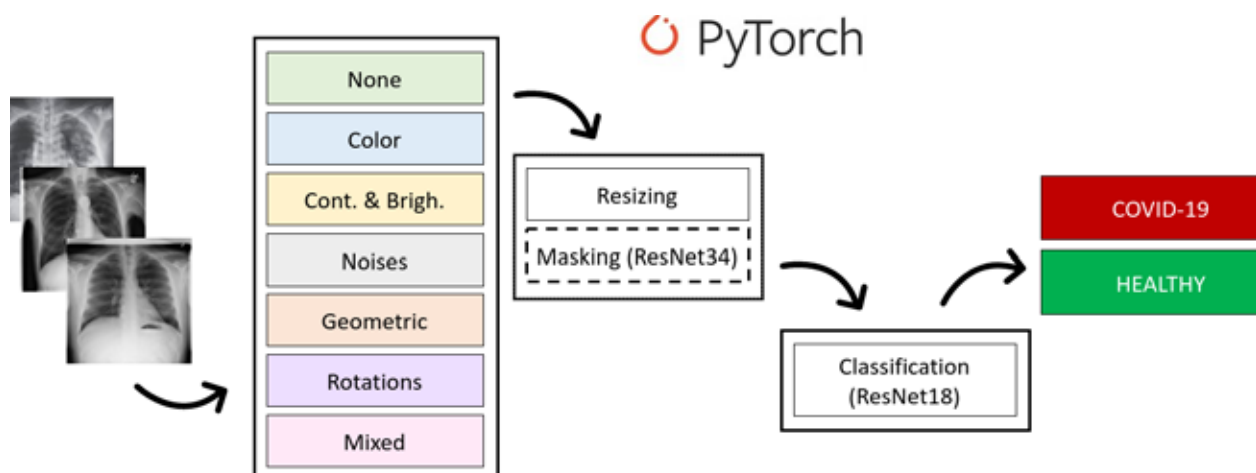 PyTorch
None
Color
Cont. & Brigh.
Noises
Geometric
Rotations
Mixed
Resizing
Masking (ResNet34)
Classification
(ResNet18)
COVID-19
HEALTHY